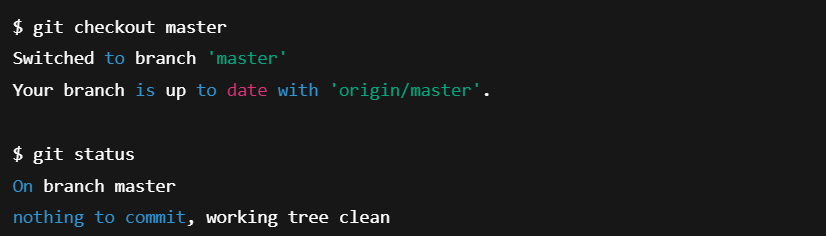 $ git checkout master
Switched to branch 'master'
Your branch is up to date with 'origin/master'.
$ git status
On branch master
nothing to commit, working tree clean